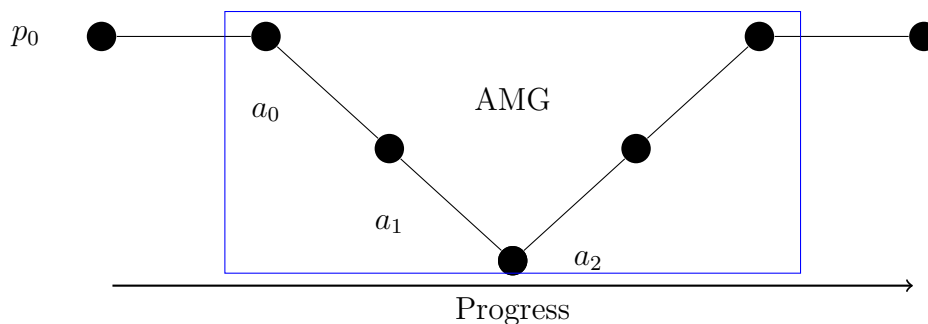 p₀
AMG
a₀
a₁
a₂
Progress